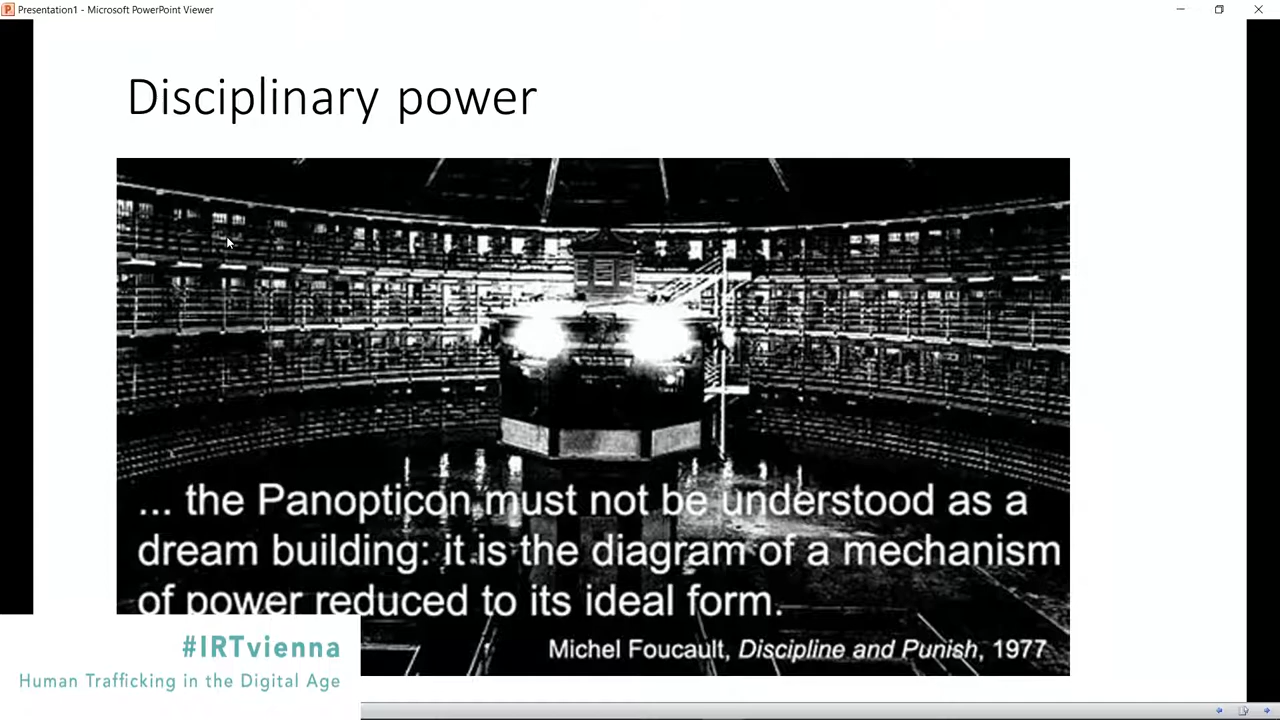 Presentation1 - Microsoft PowerPoint Viewer
Disciplinary power
... the Panopticon must not be understood as a
dream building: it is the diagram of a mechanism
of power reduced to its ideal form.
Michel Foucault, Discipline and Punish, 1977
#IRTvienna
Human Trafficking in the Digital Age